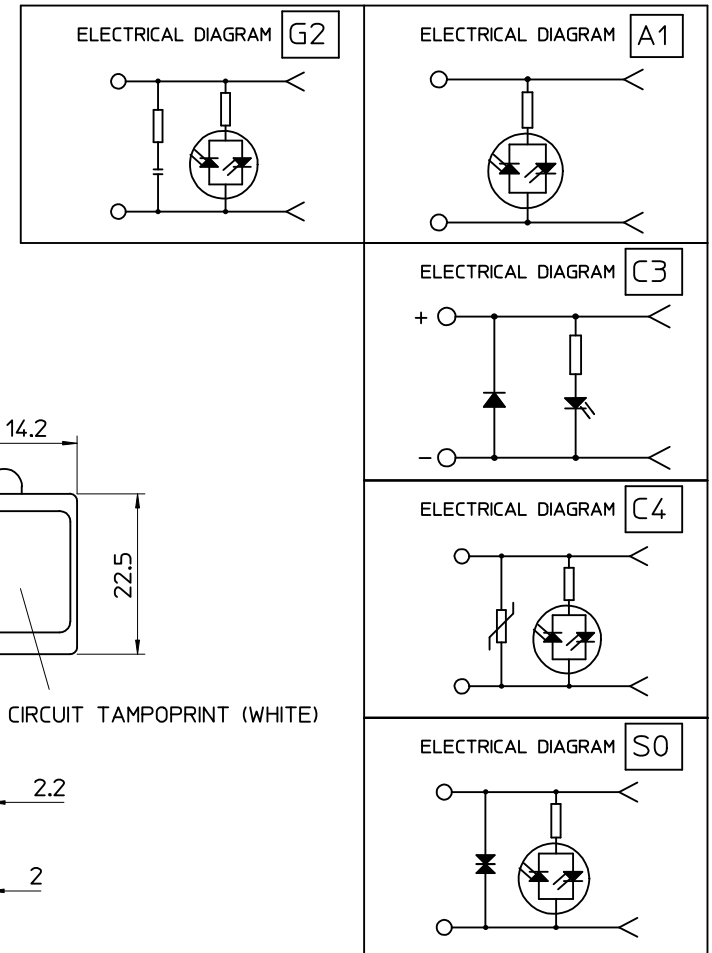 ELECTRICAL DIAGRAM G2
ELECTRICAL DIAGRAM A1
ELECTRICAL DIAGRAM C3
+
−
14.2
22.5
ELECTRICAL DIAGRAM C4
CIRCUIT TAMPOPRINT (WHITE)
ELECTRICAL DIAGRAM S0
2.2
2